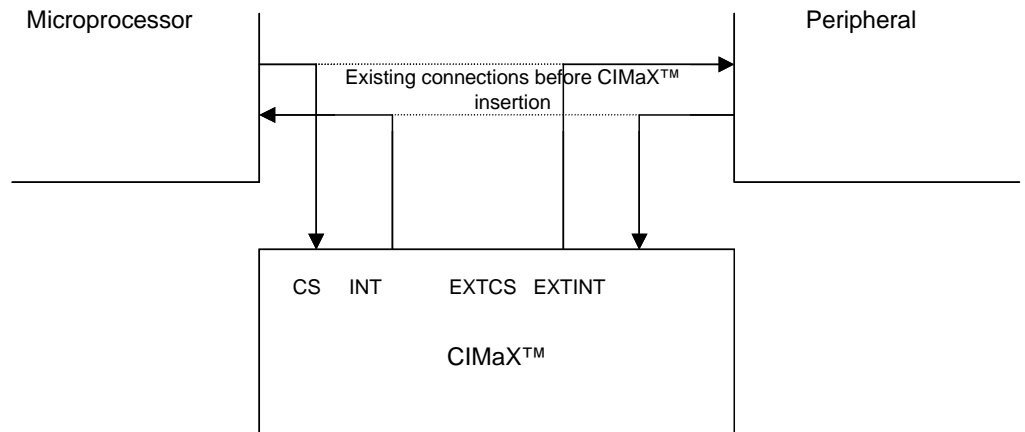 Microprocessor
Peripheral
Existing connections before CIMaX™
insertion
CS INT EXTCS EXTINT
CIMaX™